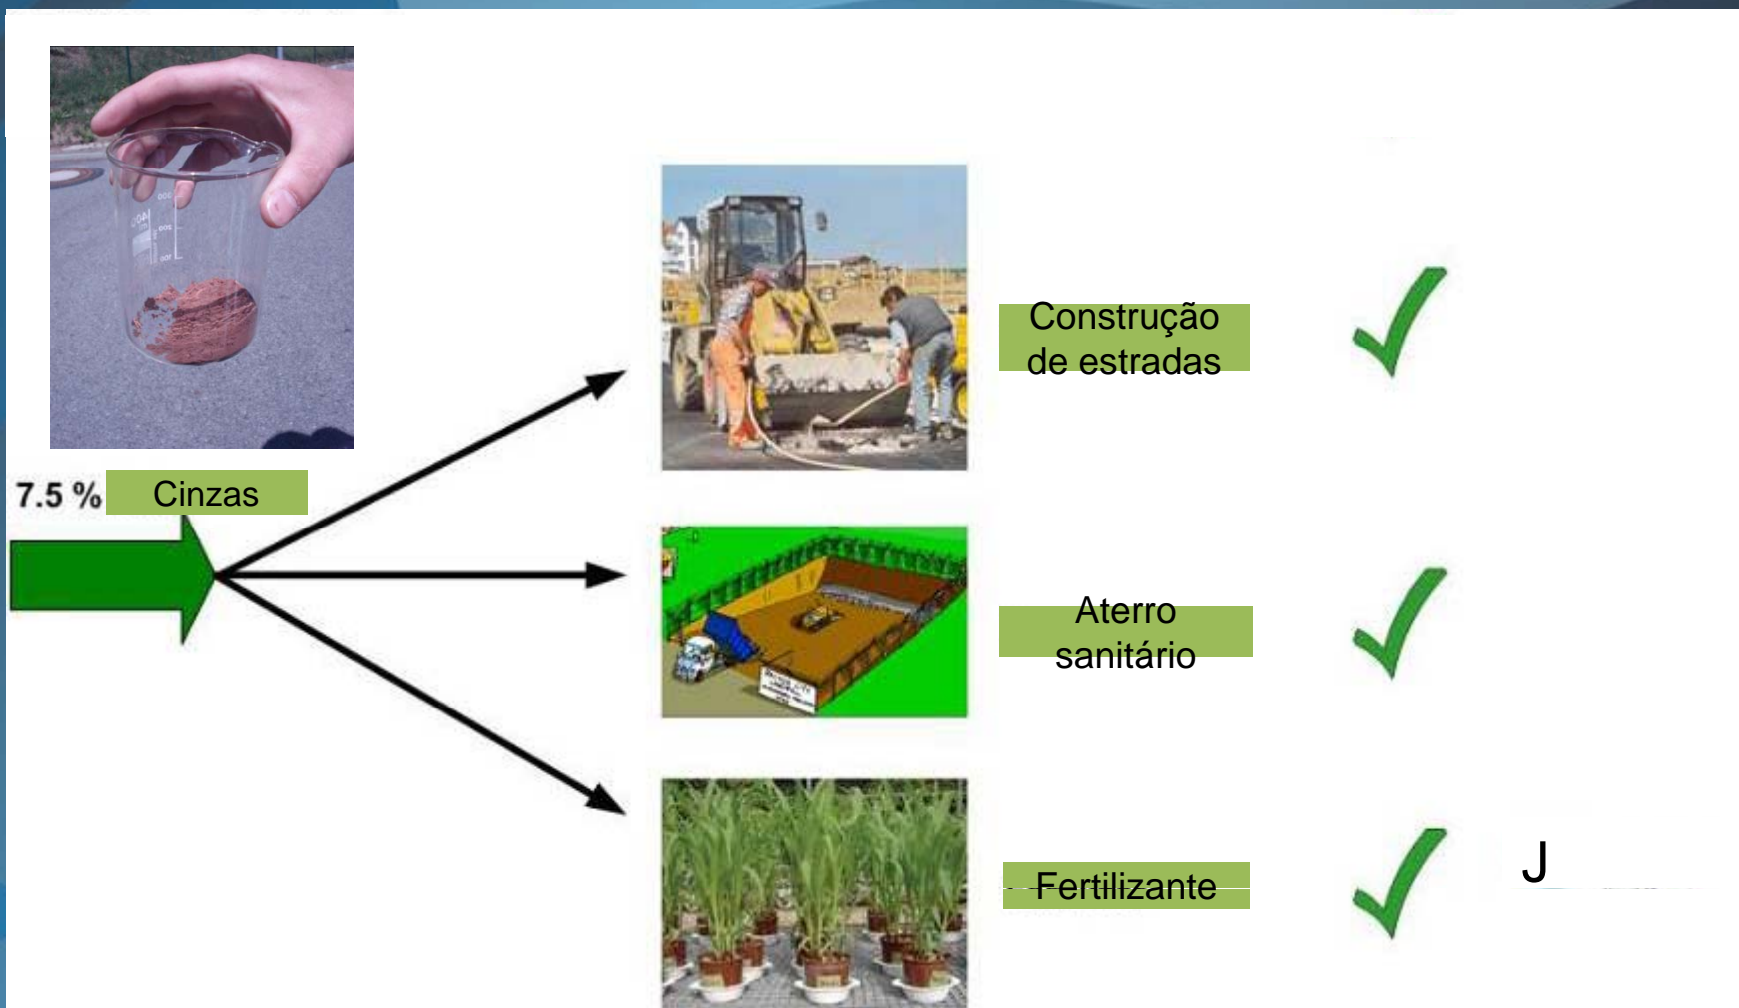 7.5 %
Cinzas
Construção
de estradas
Aterro
sanitário
Fertilizante
J